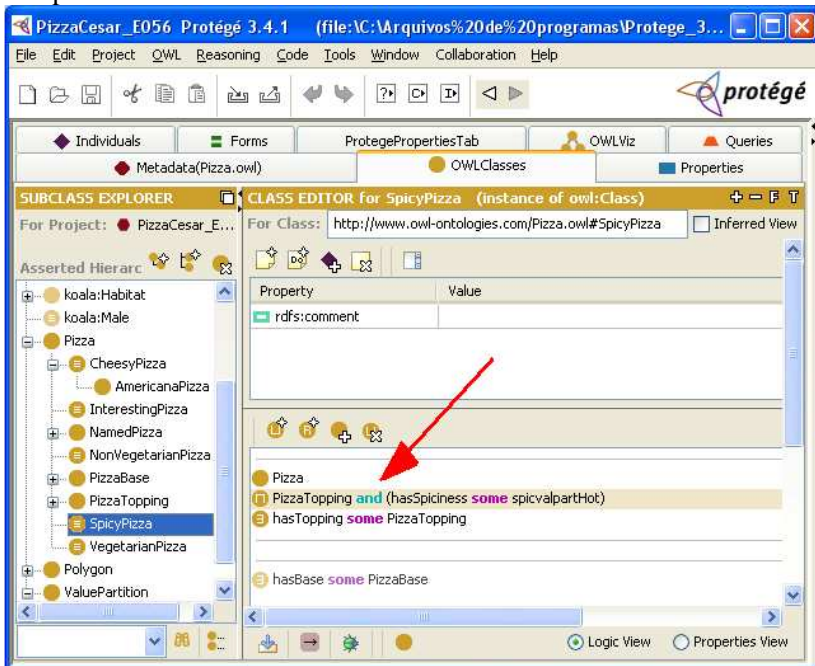 PizzaCesar_E056 Protégé 3.4.1 (file:\C:\Arquivos%20de%20programas\Protege_3...
File Edit Project OWL Reasoning Code Tools Window Collaboration Help
protégé
Individuals Forms ProtegePropertiesTab OWLViz Queries
Metadata(Pizza.owl) OWLClasses Properties
SUBCLASS EXPLORER
For Project: PizzaCesar_E...
Asserted Hierarc
koala:Habitat
koala:Male
Pizza
CheesyPizza
AmericanaPizza
InterestingPizza
NamedPizza
NonVegetarianPizza
PizzaBase
PizzaTopping
SpicyPizza
VegetarianPizza
Polygon
ValuePartition
CLASS EDITOR for SpicyPizza (instance of owl:Class)
For Class: http://www.owl-ontologies.com/Pizza.owl#SpicyPizza Inferred View
Property Value
rdfs:comment
Pizza
PizzaTopping and (hasSpiciness some spicvalpartHot)
hasTopping some PizzaTopping
hasBase some PizzaBase
Logic View Properties View